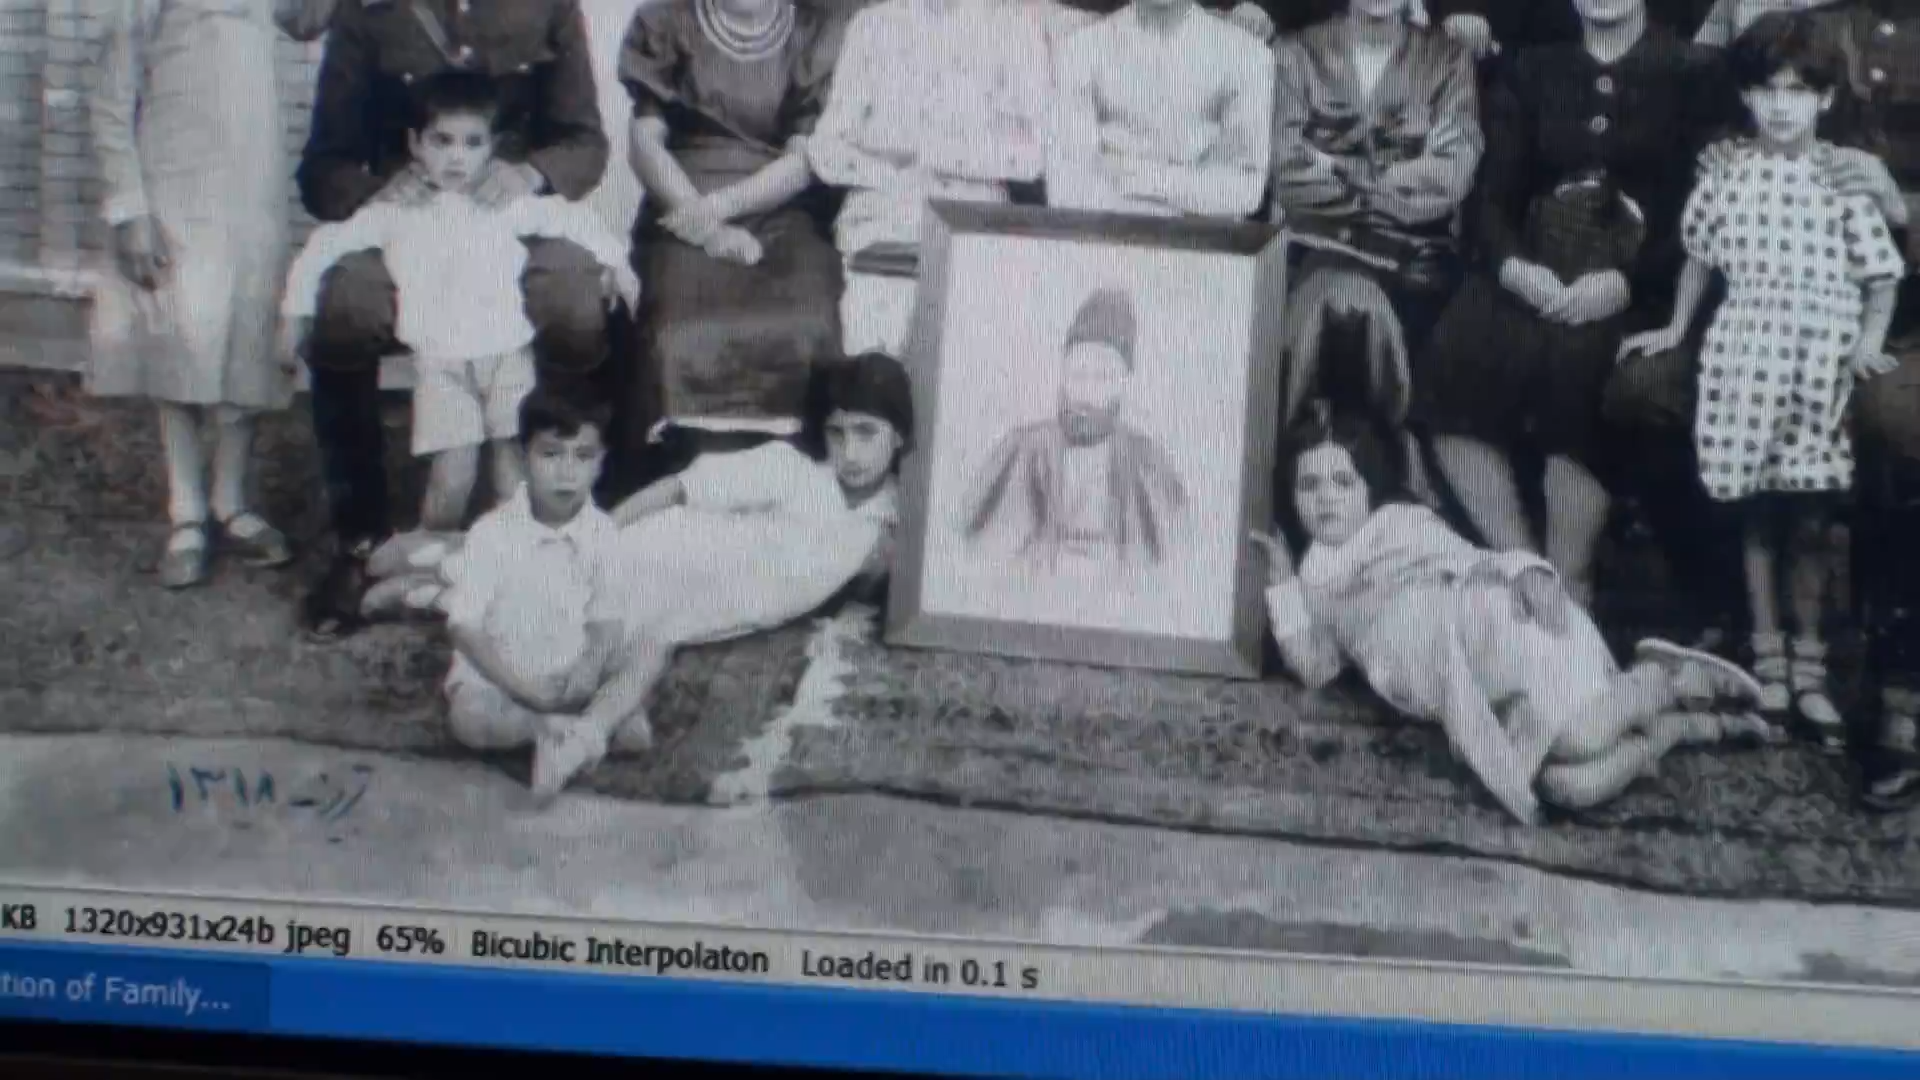 ۱۳۱۸
KB 1320x931x24b jpeg 65% Bicubic Interpolaton Loaded in 0.1 s
tion of Family...